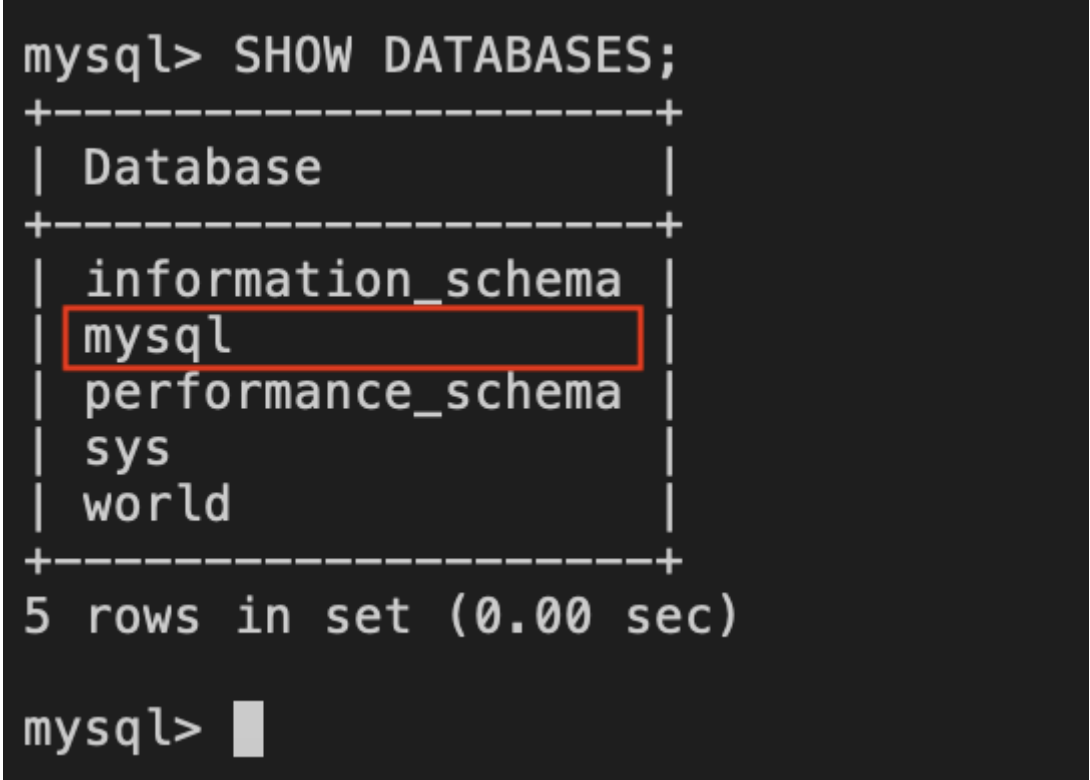 mysql> SHOW DATABASES;
+--------------------+
| Database           |
+--------------------+
| information_schema |
| mysql              |
| performance_schema |
| sys                |
| world              |
+--------------------+
5 rows in set (0.00 sec)
mysql>